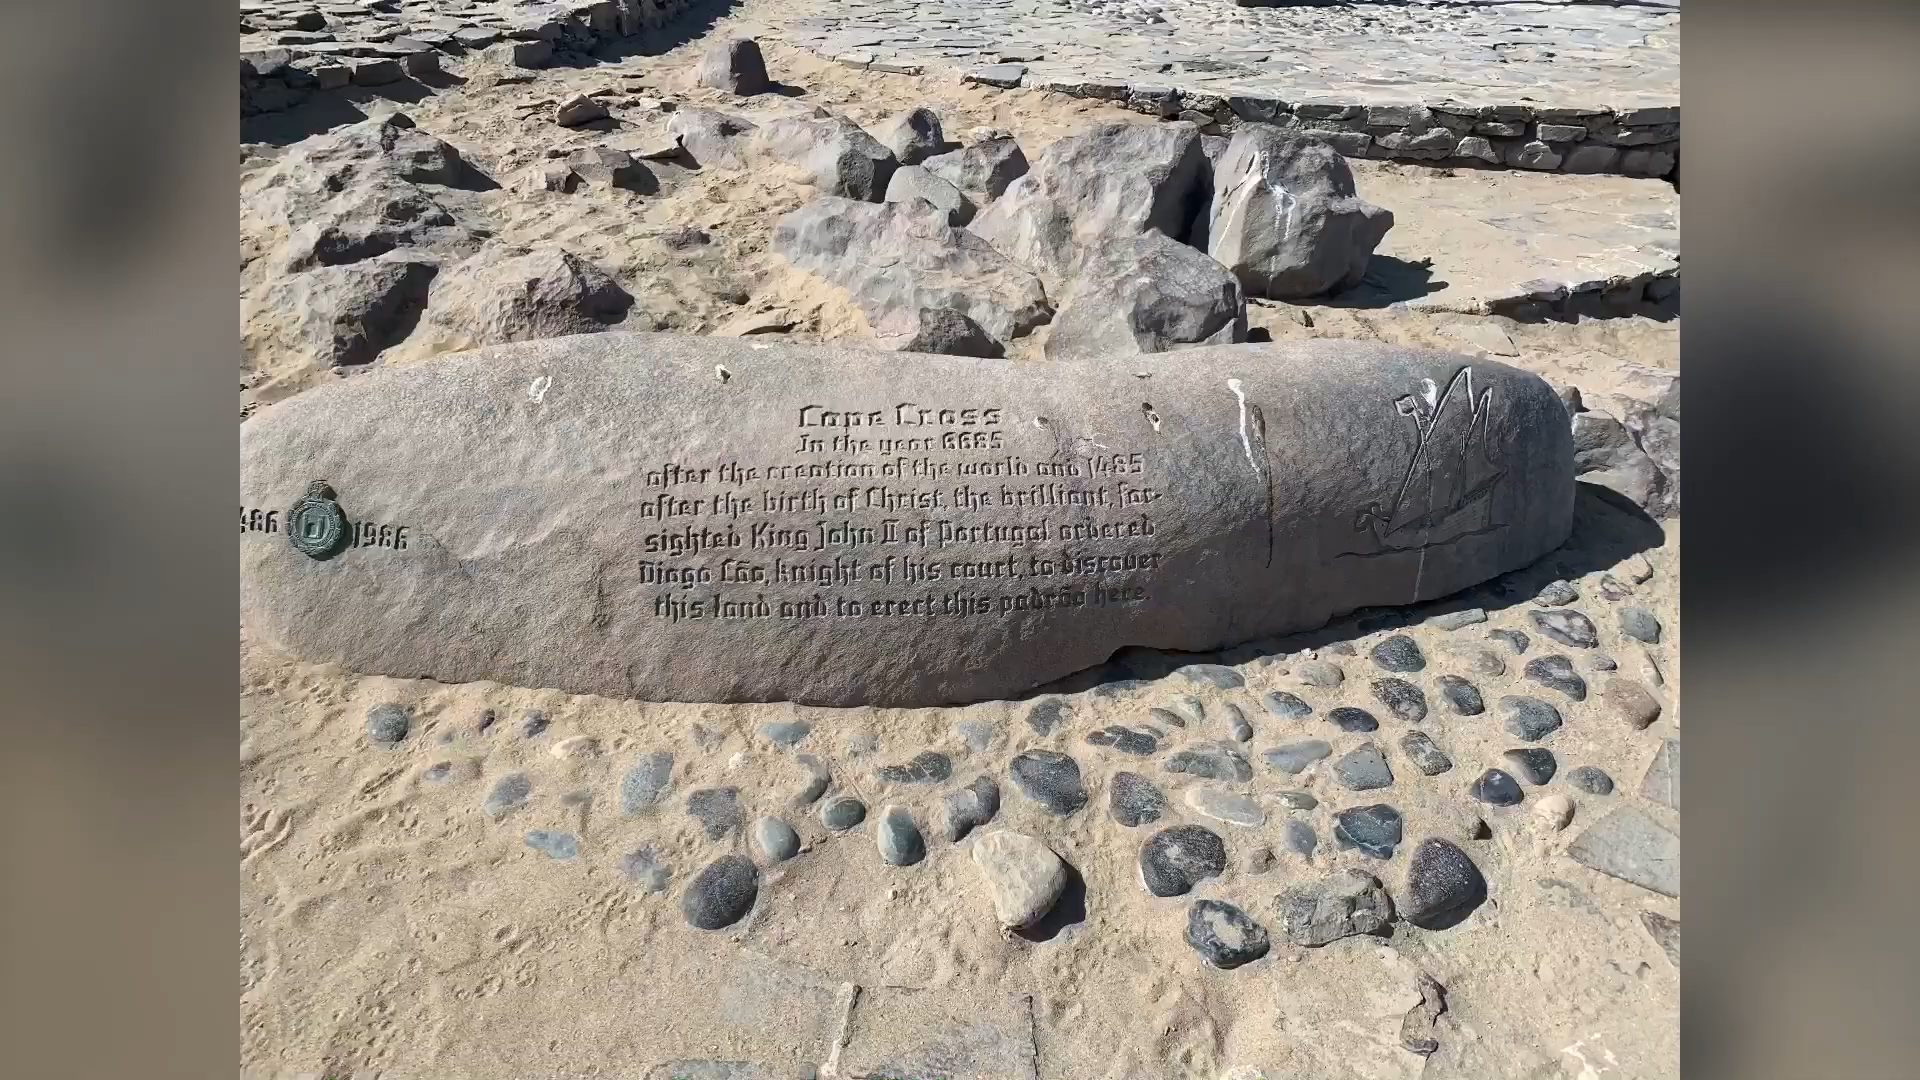 Cape Cross
In the year 6685
after the creation of the world and 1485
after the birth of Christ, the brilliant, far-
sighted King John II of Portugal ordered
Diogo Cão, knight of his court, to discover
this land and to erect this padrão here.
486 1986